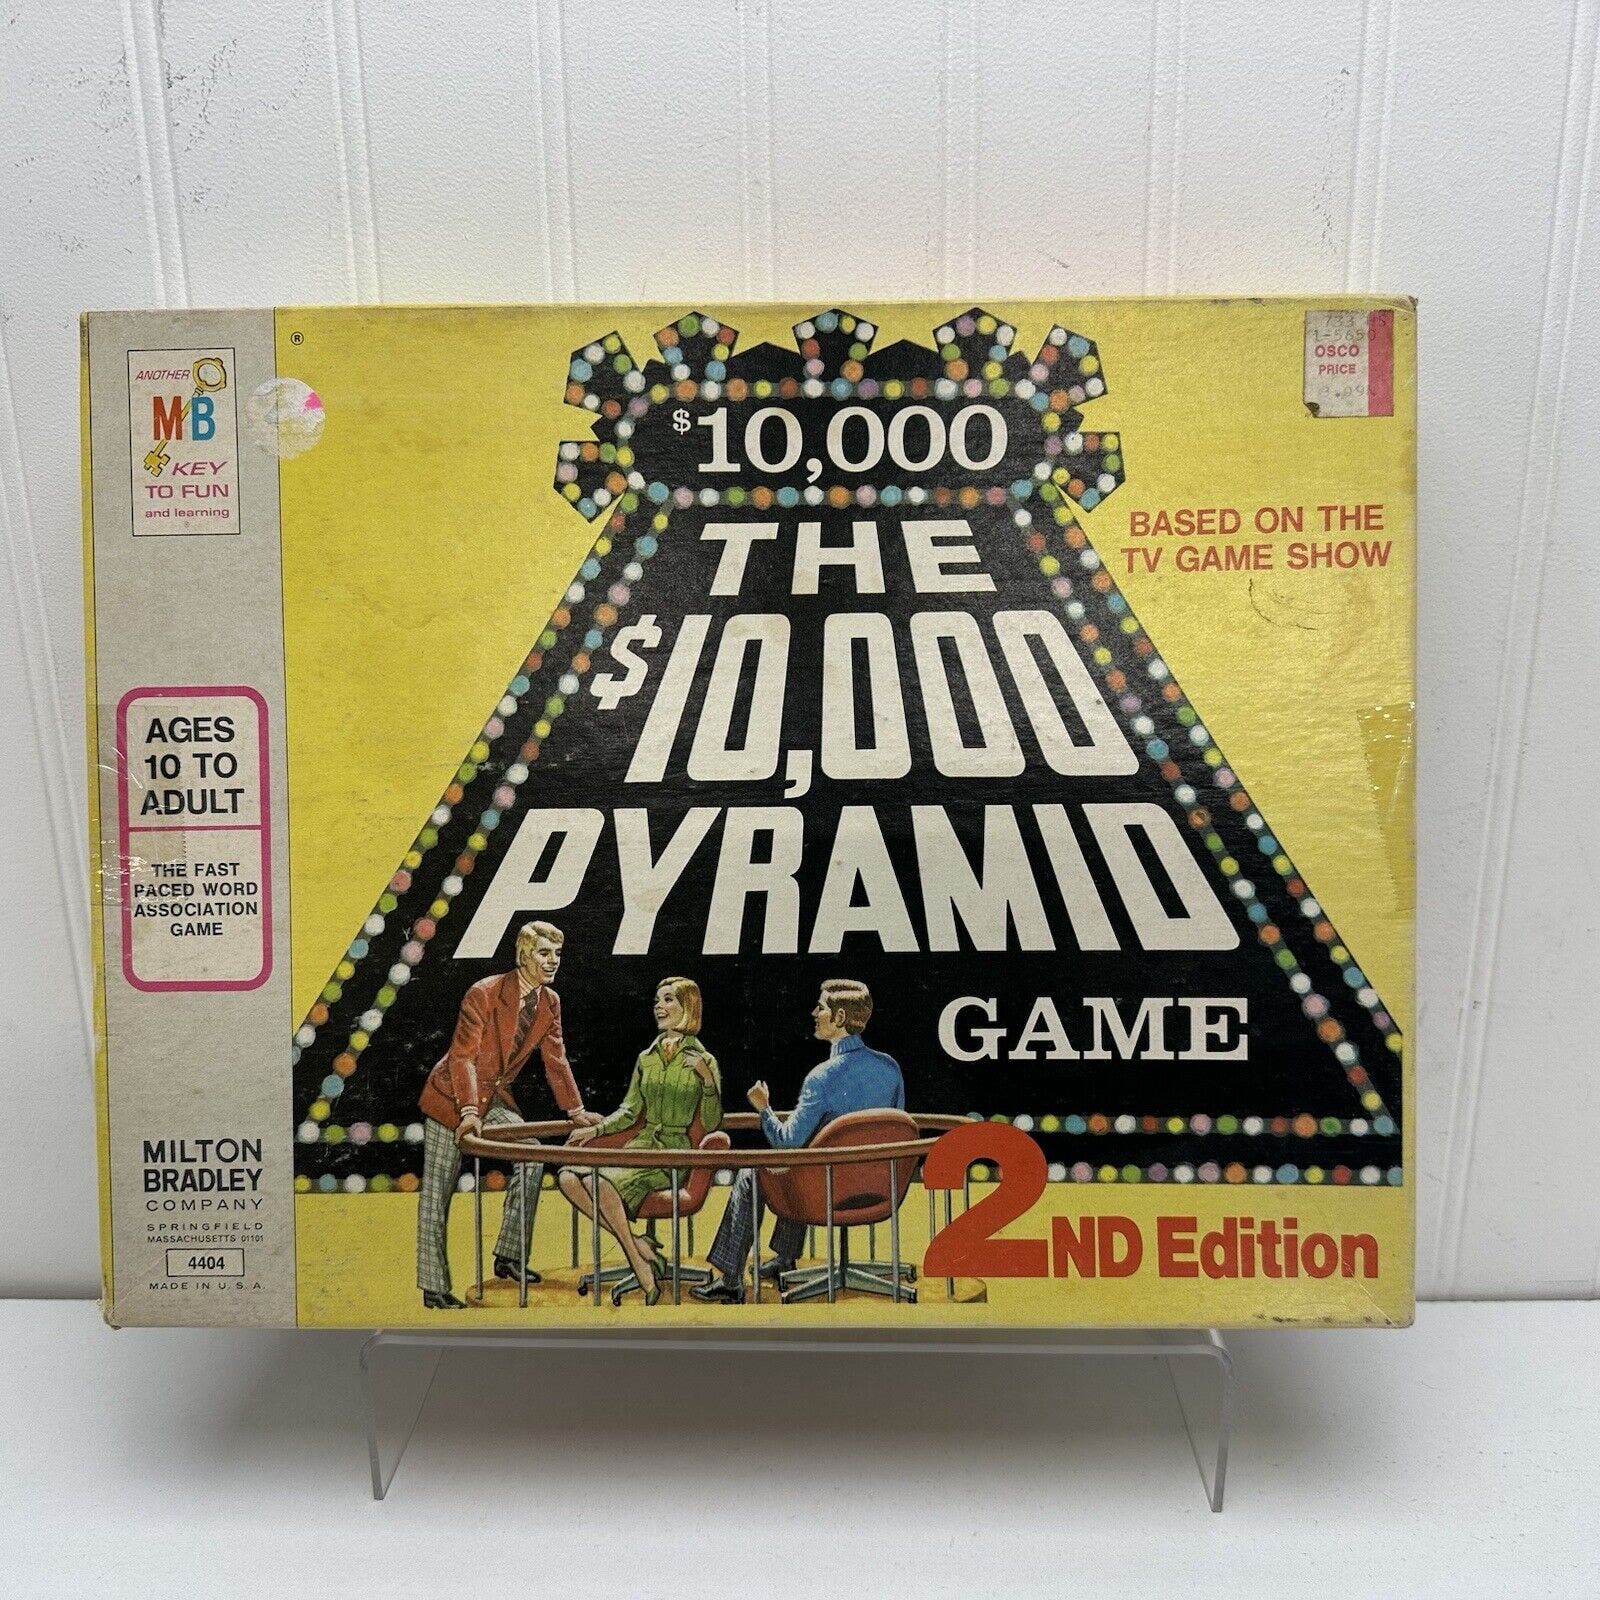 ANOTHER
MB
KEY
TO FUN
and learning
®
$10,000
THE
$10,000
PYRAMID
GAME
BASED ON THE
TV GAME SHOW
OSCO
PRICE
AGES
10 TO
ADULT
THE FAST
PACED WORD
ASSOCIATION
GAME
MILTON
BRADLEY
COMPANY
SPRINGFIELD
MASSACHUSETTS 01101
4404
MADE IN U.S.A.
2ND Edition